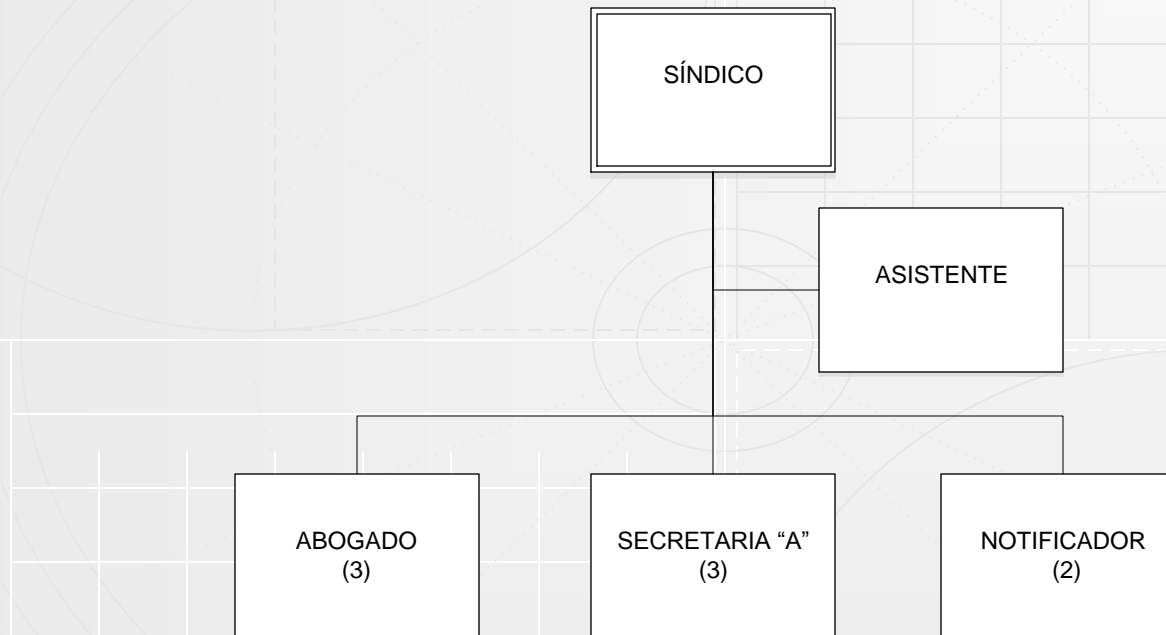 SÍNDICO
ASISTENTE
ABOGADO
(3)
SECRETARIA “A”
(3)
NOTIFICADOR
(2)